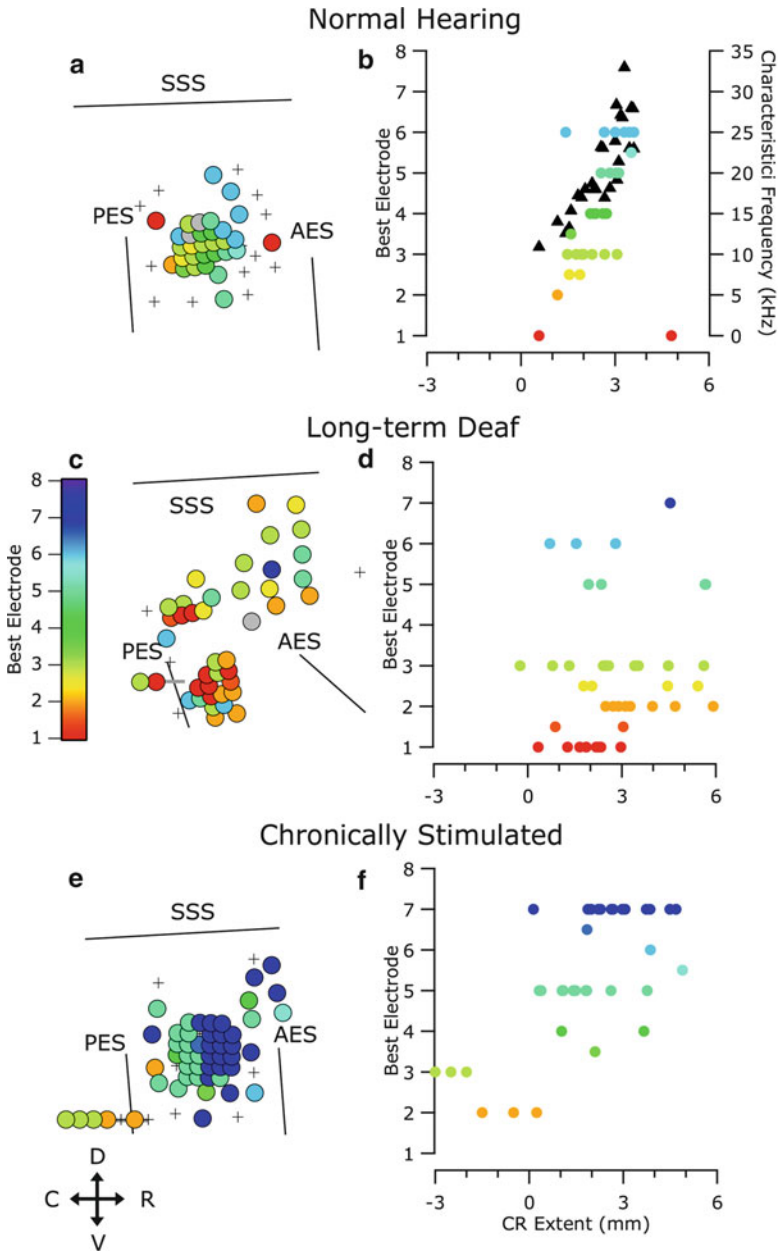 Normal Hearing
a
SSS
PES
AES
b
8
7
6
5
4
3
2
1
Best Electrode
35
30
25
20
15
10
5
0
Characteristici Frequency (kHz)
-3 0 3 6
Long-term Deaf
c
8
7
6
5
4
3
2
1
Best Electrode
SSS
PES
AES
d
8
7
6
5
4
3
2
1
Best Electrode
-3 0 3 6
Chronically Stimulated
e
SSS
PES
AES
D
C R
V
f
8
7
6
5
4
3
2
1
Best Electrode
-3 0 3 6
CR Extent (mm)